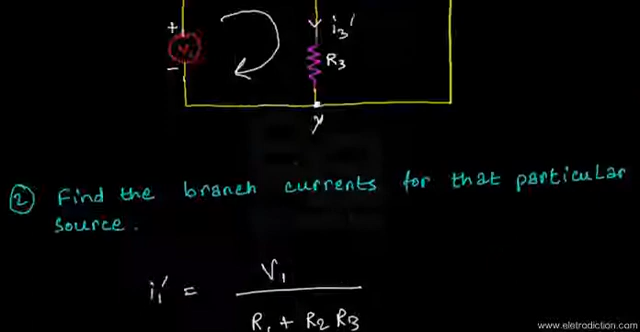 +
i₃'
V₁
R₃
−
y
② Find the branch currents for that particular
source.
i₁' = V₁
R₁ + R₂ R₃
www.eletrodiction.com